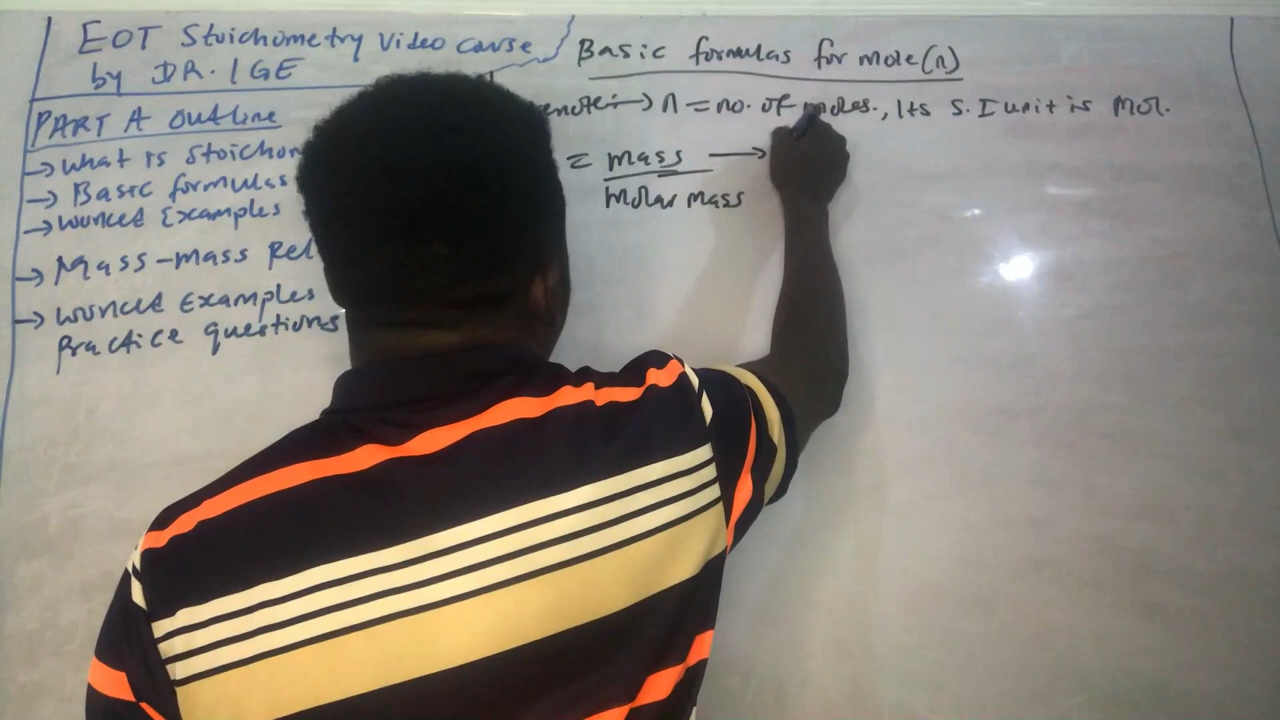 EOT Stoichometry Video Course
by DR. IGE
PART A Outline
→ What is Stoichom
→ Basic formulas
→ Worked Examples
→ Mass-mass Rel
→ Worked Examples
Practice questions
Basic formulas for mole(n)
→ n = no. of moles., Its S.I unit is mol.
= mass →
molar mass